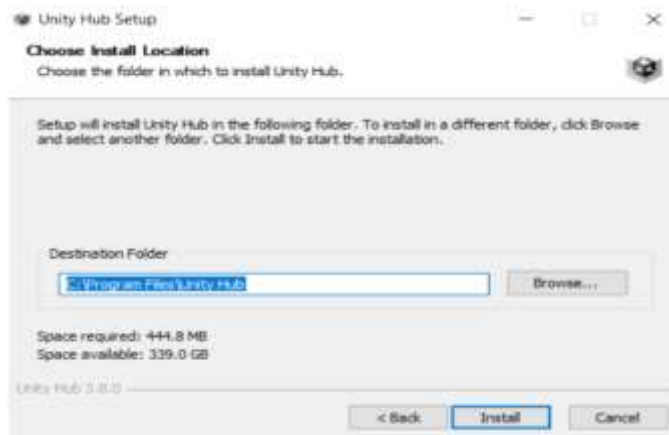 Unity Hub Setup
Choose Install Location
Choose the folder in which to install Unity Hub.
Setup will install Unity Hub in the following folder. To install in a different folder, click Browse
and select another folder. Click Install to start the installation.
Destination Folder
C:\Program Files\Unity Hub
Browse...
Space required: 444.8 MB
Space available: 339.0 GB
Unity Hub 3.8.0
< Back
Install
Cancel